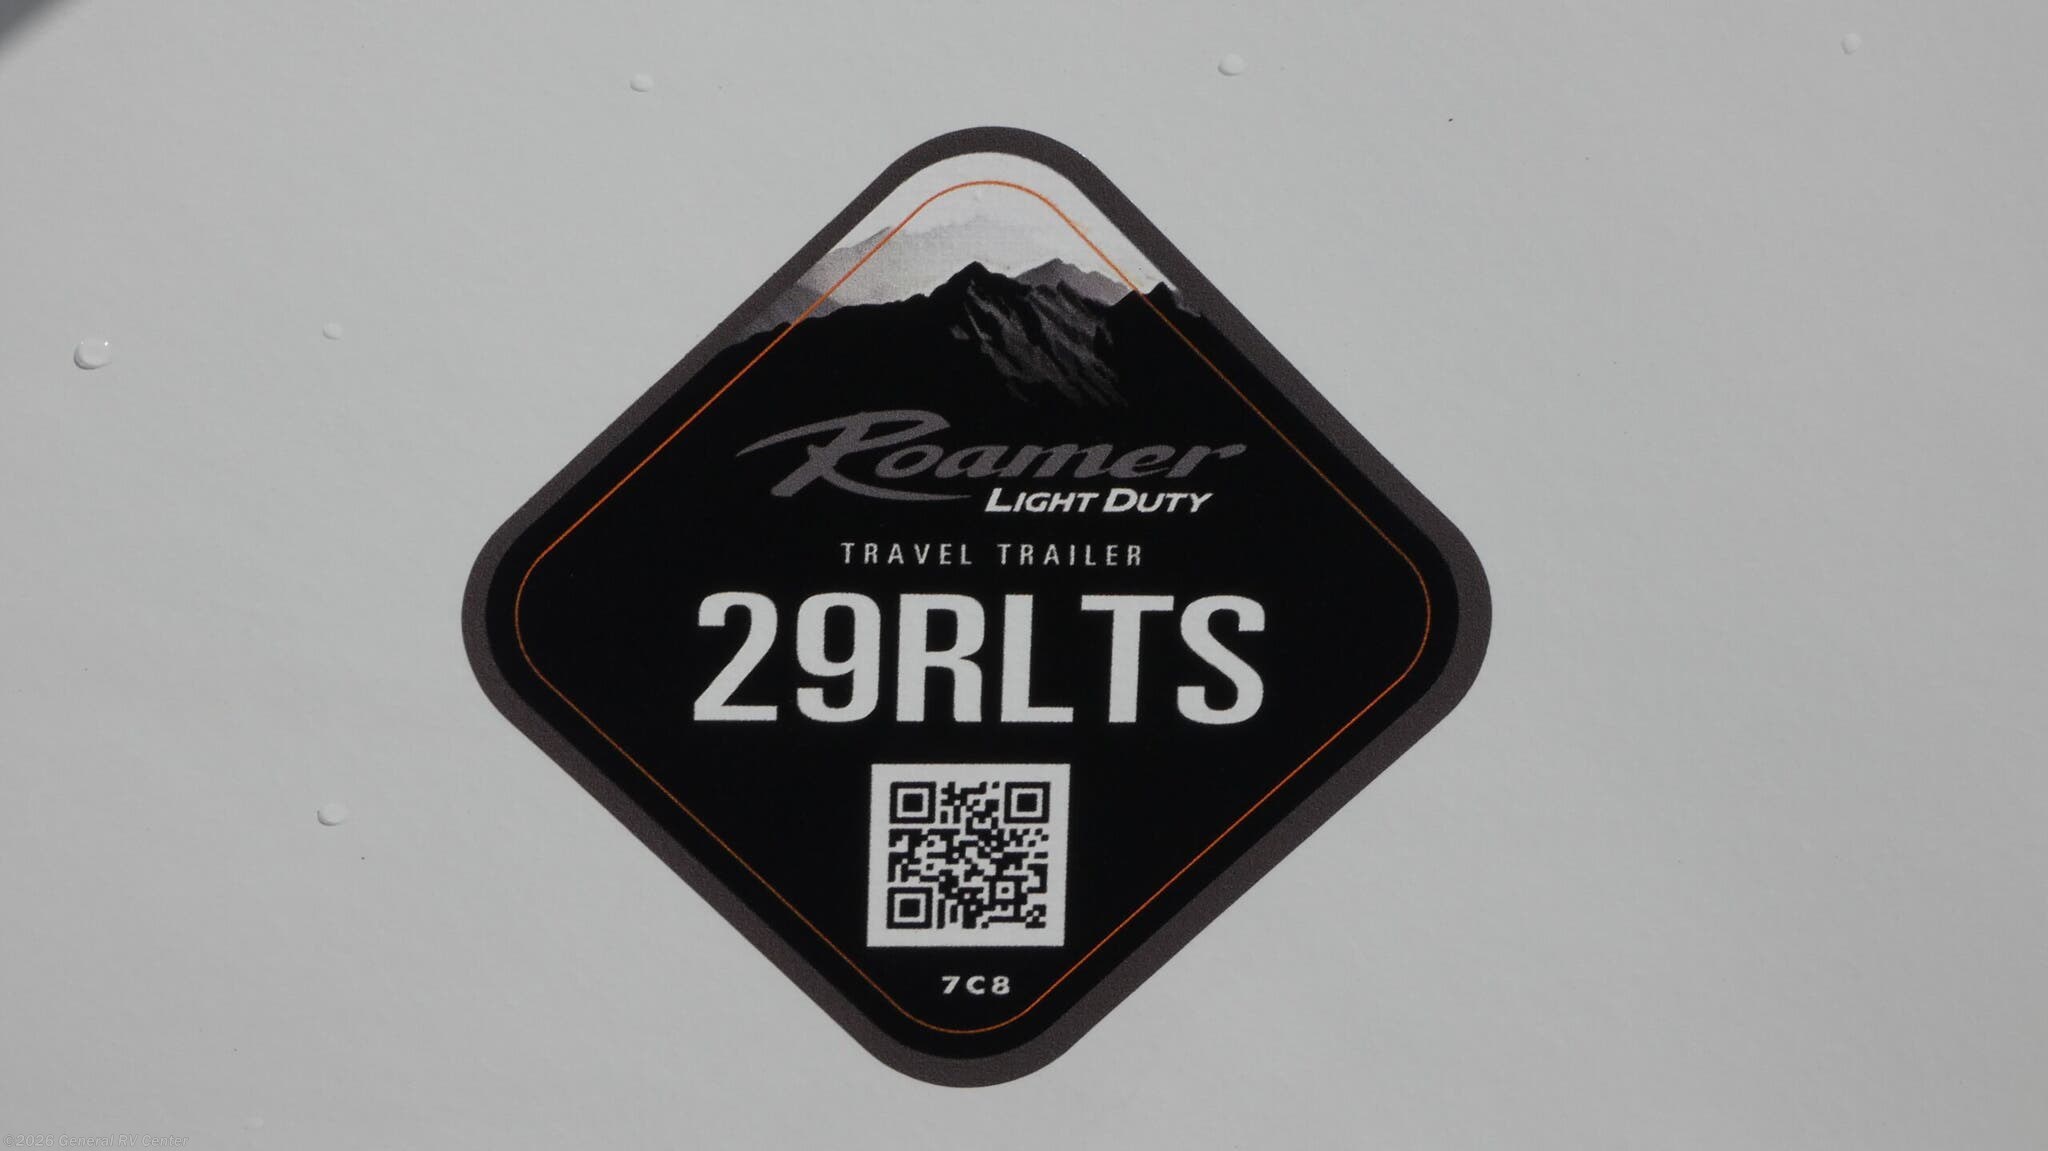 Roamer
LIGHT DUTY
TRAVEL TRAILER
29RLTS
7C8
©2026 General RV Center